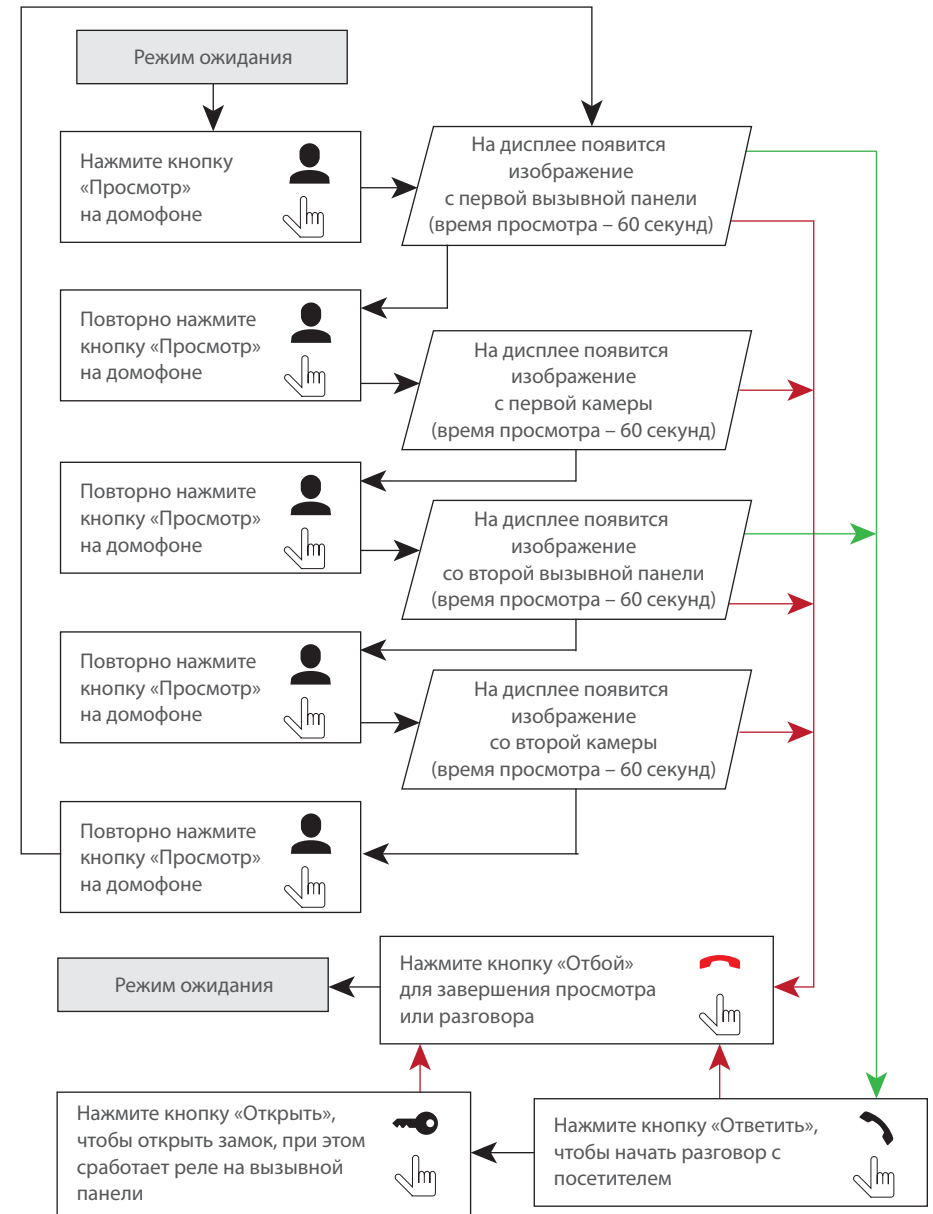 Режим ожидания
Нажмите кнопку
«Просмотр»
на домофоне
На дисплее появится
изображение
с первой вызывной панели
(время просмотра – 60 секунд)
Повторно нажмите
кнопку «Просмотр»
на домофоне
На дисплее появится
изображение
с первой камеры
(время просмотра – 60 секунд)
Повторно нажмите
кнопку «Просмотр»
на домофоне
На дисплее появится
изображение
со второй вызывной панели
(время просмотра – 60 секунд)
Повторно нажмите
кнопку «Просмотр»
на домофоне
На дисплее появится
изображение
со второй камеры
(время просмотра – 60 секунд)
Повторно нажмите
кнопку «Просмотр»
на домофоне
Нажмите кнопку «Отбой»
для завершения просмотра
или разговора
Режим ожидания
Нажмите кнопку «Открыть»,
чтобы открыть замок, при этом
сработает реле на вызывной
панели
Нажмите кнопку «Ответить»,
чтобы начать разговор с
посетителем